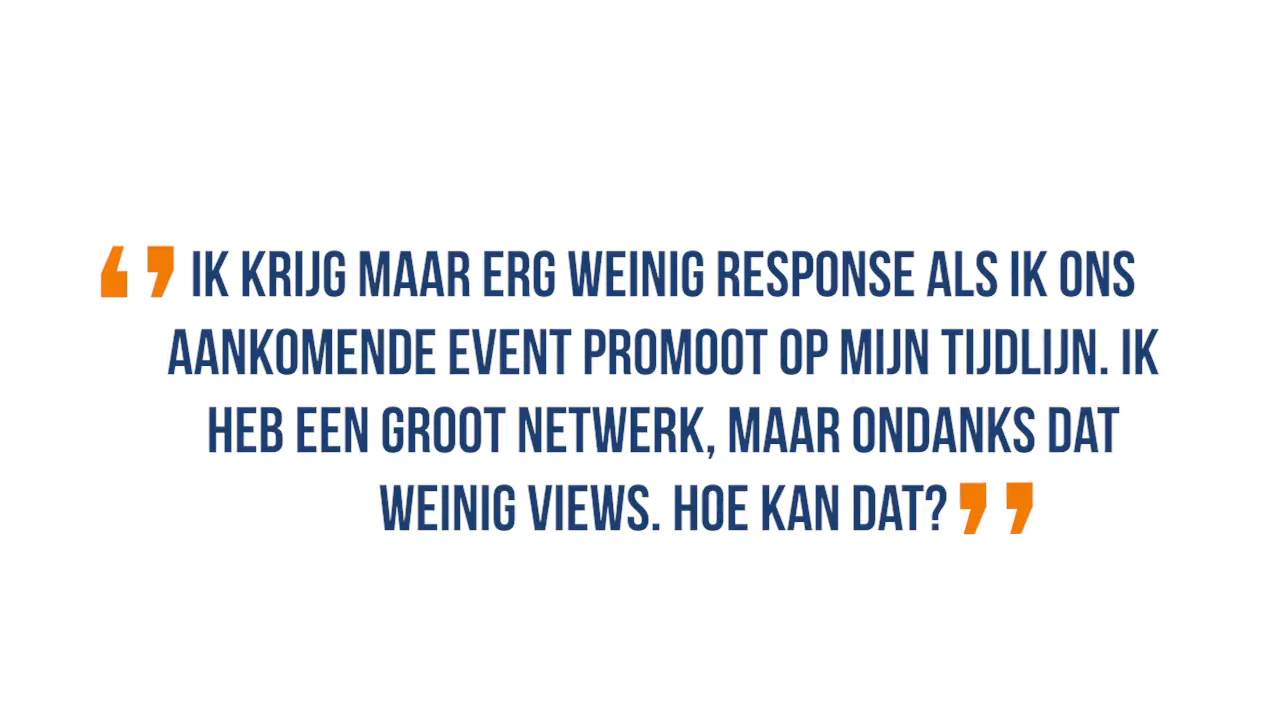 ❛❜ IK KRIJG MAAR ERG WEINIG RESPONSE ALS IK ONS
AANKOMENDE EVENT PROMOOT OP MIJN TIJDLIJN. IK
HEB EEN GROOT NETWERK, MAAR ONDANKS DAT
WEINIG VIEWS. HOE KAN DAT? ❜❜